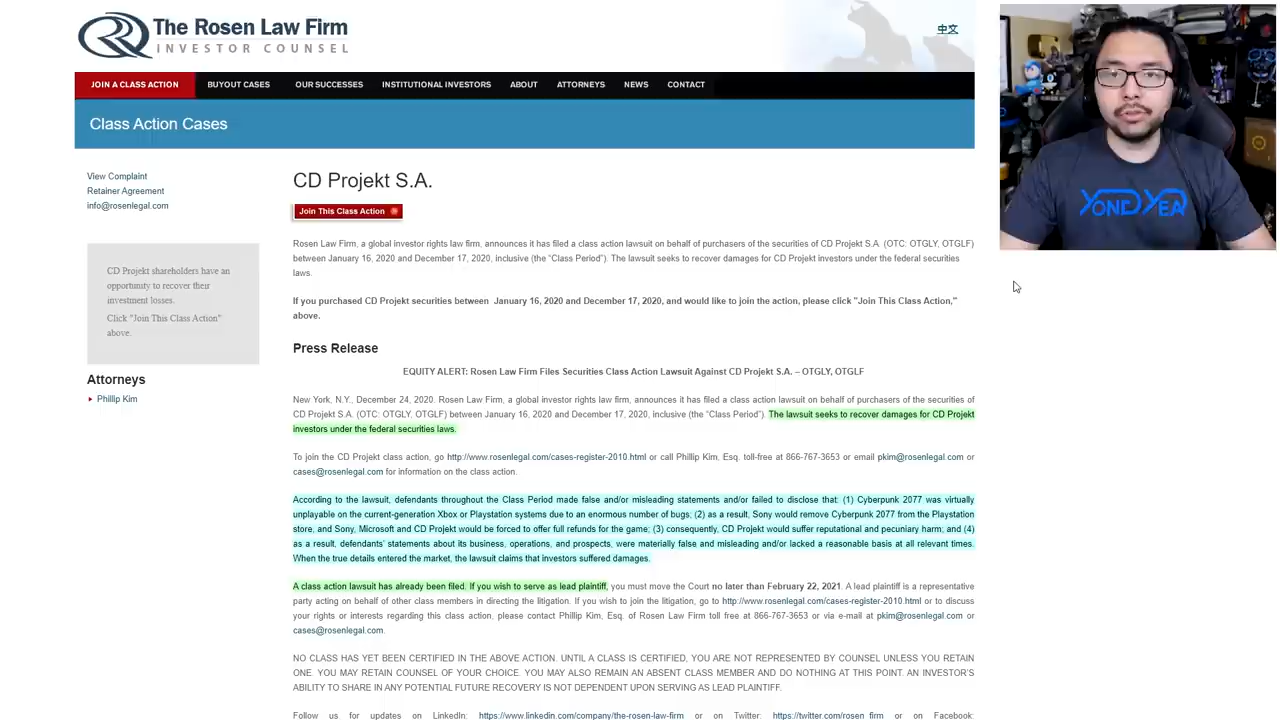 The Rosen Law Firm
INVESTOR COUNSEL
中文
JOIN A CLASS ACTION BUYOUT CASES OUR SUCCESSES INSTITUTIONAL INVESTORS ABOUT ATTORNEYS NEWS CONTACT
Class Action Cases
View Complaint
Retainer Agreement
info@rosenlegal.com
CD Projekt shareholders have an
opportunity to recover their
investment losses.
Click "Join This Class Action"
above.
Attorneys
Phillip Kim
CD Projekt S.A.
Join This Class Action
Rosen Law Firm, a global investor rights law firm, announces it has filed a class action lawsuit on behalf of purchasers of the securities of CD Projekt S.A. (OTC: OTGLY, OTGLF)
between January 16, 2020 and December 17, 2020, inclusive (the “Class Period”). The lawsuit seeks to recover damages for CD Projekt investors under the federal securities
laws.
If you purchased CD Projekt securities between January 16, 2020 and December 17, 2020, and would like to join the action, please click "Join This Class Action,"
above.
Press Release
EQUITY ALERT: Rosen Law Firm Files Securities Class Action Lawsuit Against CD Projekt S.A. – OTGLY, OTGLF
New York, N.Y., December 24, 2020. Rosen Law Firm, a global investor rights law firm, announces it has filed a class action lawsuit on behalf of purchasers of the securities of
CD Projekt S.A. (OTC: OTGLY, OTGLF) between January 16, 2020 and December 17, 2020, inclusive (the “Class Period”). The lawsuit seeks to recover damages for CD Projekt
investors under the federal securities laws.
To join the CD Projekt class action, go http://www.rosenlegal.com/cases-register-2010.html or call Phillip Kim, Esq. toll-free at 866-767-3653 or email pkim@rosenlegal.com or
cases@rosenlegal.com for information on the class action.
According to the lawsuit, defendants throughout the Class Period made false and/or misleading statements and/or failed to disclose that: (1) Cyberpunk 2077 was virtually
unplayable on the current-generation Xbox or Playstation systems due to an enormous number of bugs; (2) as a result, Sony would remove Cyberpunk 2077 from the Playstation
store, and Sony, Microsoft and CD Projekt would be forced to offer full refunds for the game; (3) consequently, CD Projekt would suffer reputational and pecuniary harm; and (4)
as a result, defendants’ statements about its business, operations, and prospects, were materially false and misleading and/or lacked a reasonable basis at all relevant times.
When the true details entered the market, the lawsuit claims that investors suffered damages.
A class action lawsuit has already been filed. If you wish to serve as lead plaintiff, you must move the Court no later than February 22, 2021. A lead plaintiff is a representative
party acting on behalf of other class members in directing the litigation. If you wish to join the litigation, go to http://www.rosenlegal.com/cases-register-2010.html or to discuss
your rights or interests regarding this class action, please contact Phillip Kim, Esq. of Rosen Law Firm toll free at 866-767-3653 or via e-mail at pkim@rosenlegal.com or
cases@rosenlegal.com.
NO CLASS HAS YET BEEN CERTIFIED IN THE ABOVE ACTION. UNTIL A CLASS IS CERTIFIED, YOU ARE NOT REPRESENTED BY COUNSEL UNLESS YOU RETAIN
ONE. YOU MAY RETAIN COUNSEL OF YOUR CHOICE. YOU MAY ALSO REMAIN AN ABSENT CLASS MEMBER AND DO NOTHING AT THIS POINT. AN INVESTOR’S
ABILITY TO SHARE IN ANY POTENTIAL FUTURE RECOVERY IS NOT DEPENDENT UPON SERVING AS LEAD PLAINTIFF.
Follow us for updates on LinkedIn: https://www.linkedin.com/company/the-rosen-law-firm or on Twitter: https://twitter.com/rosen_firm or on Facebook:
YONGYEA